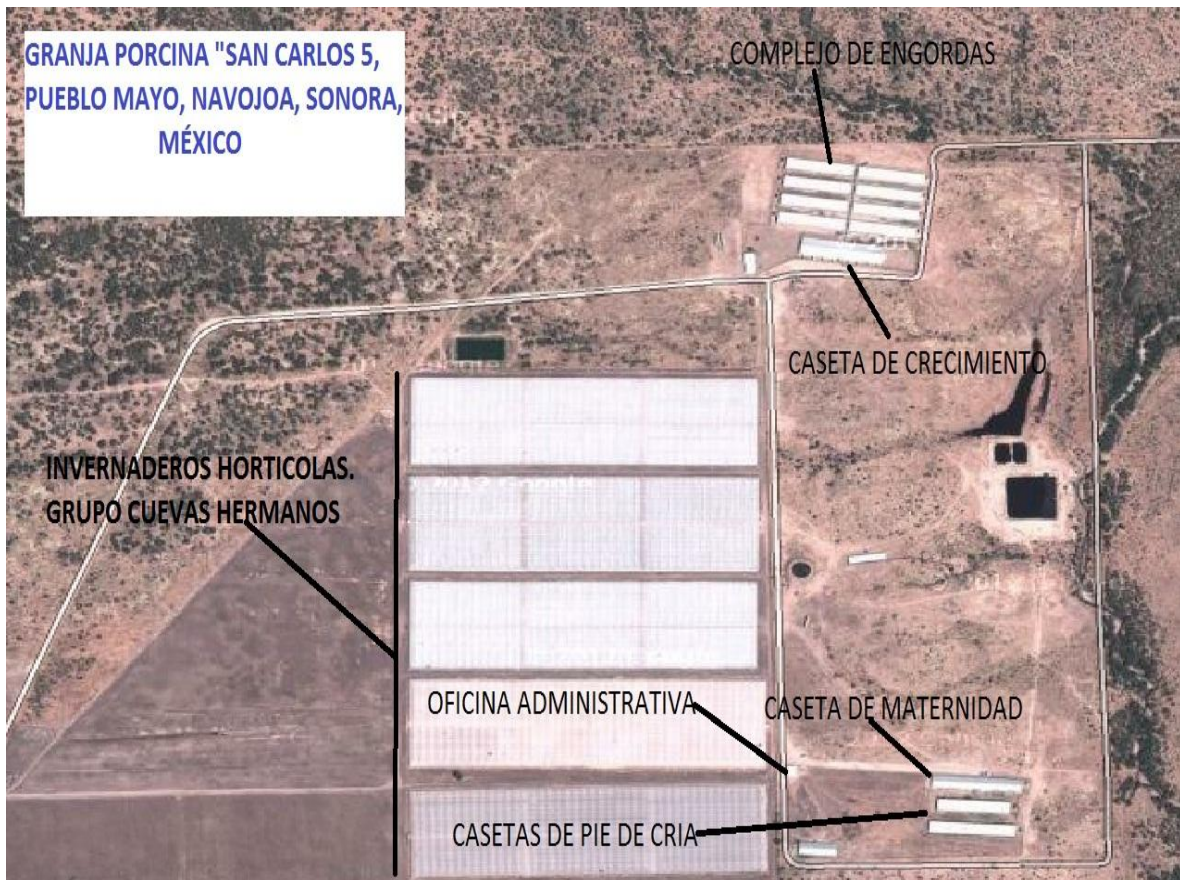 GRANJA PORCINA "SAN CARLOS 5,
PUEBLO MAYO, NAVOJOA, SONORA,
MÉXICO
COMPLEJO DE ENGORDAS
CASETA DE CRECIMIENTO
INVERNADEROS HORTICOLAS.
GRUPO CUEVAS HERMANOS
OFICINA ADMINISTRATIVA
CASETA DE MATERNIDAD
CASETAS DE PIE DE CRIA